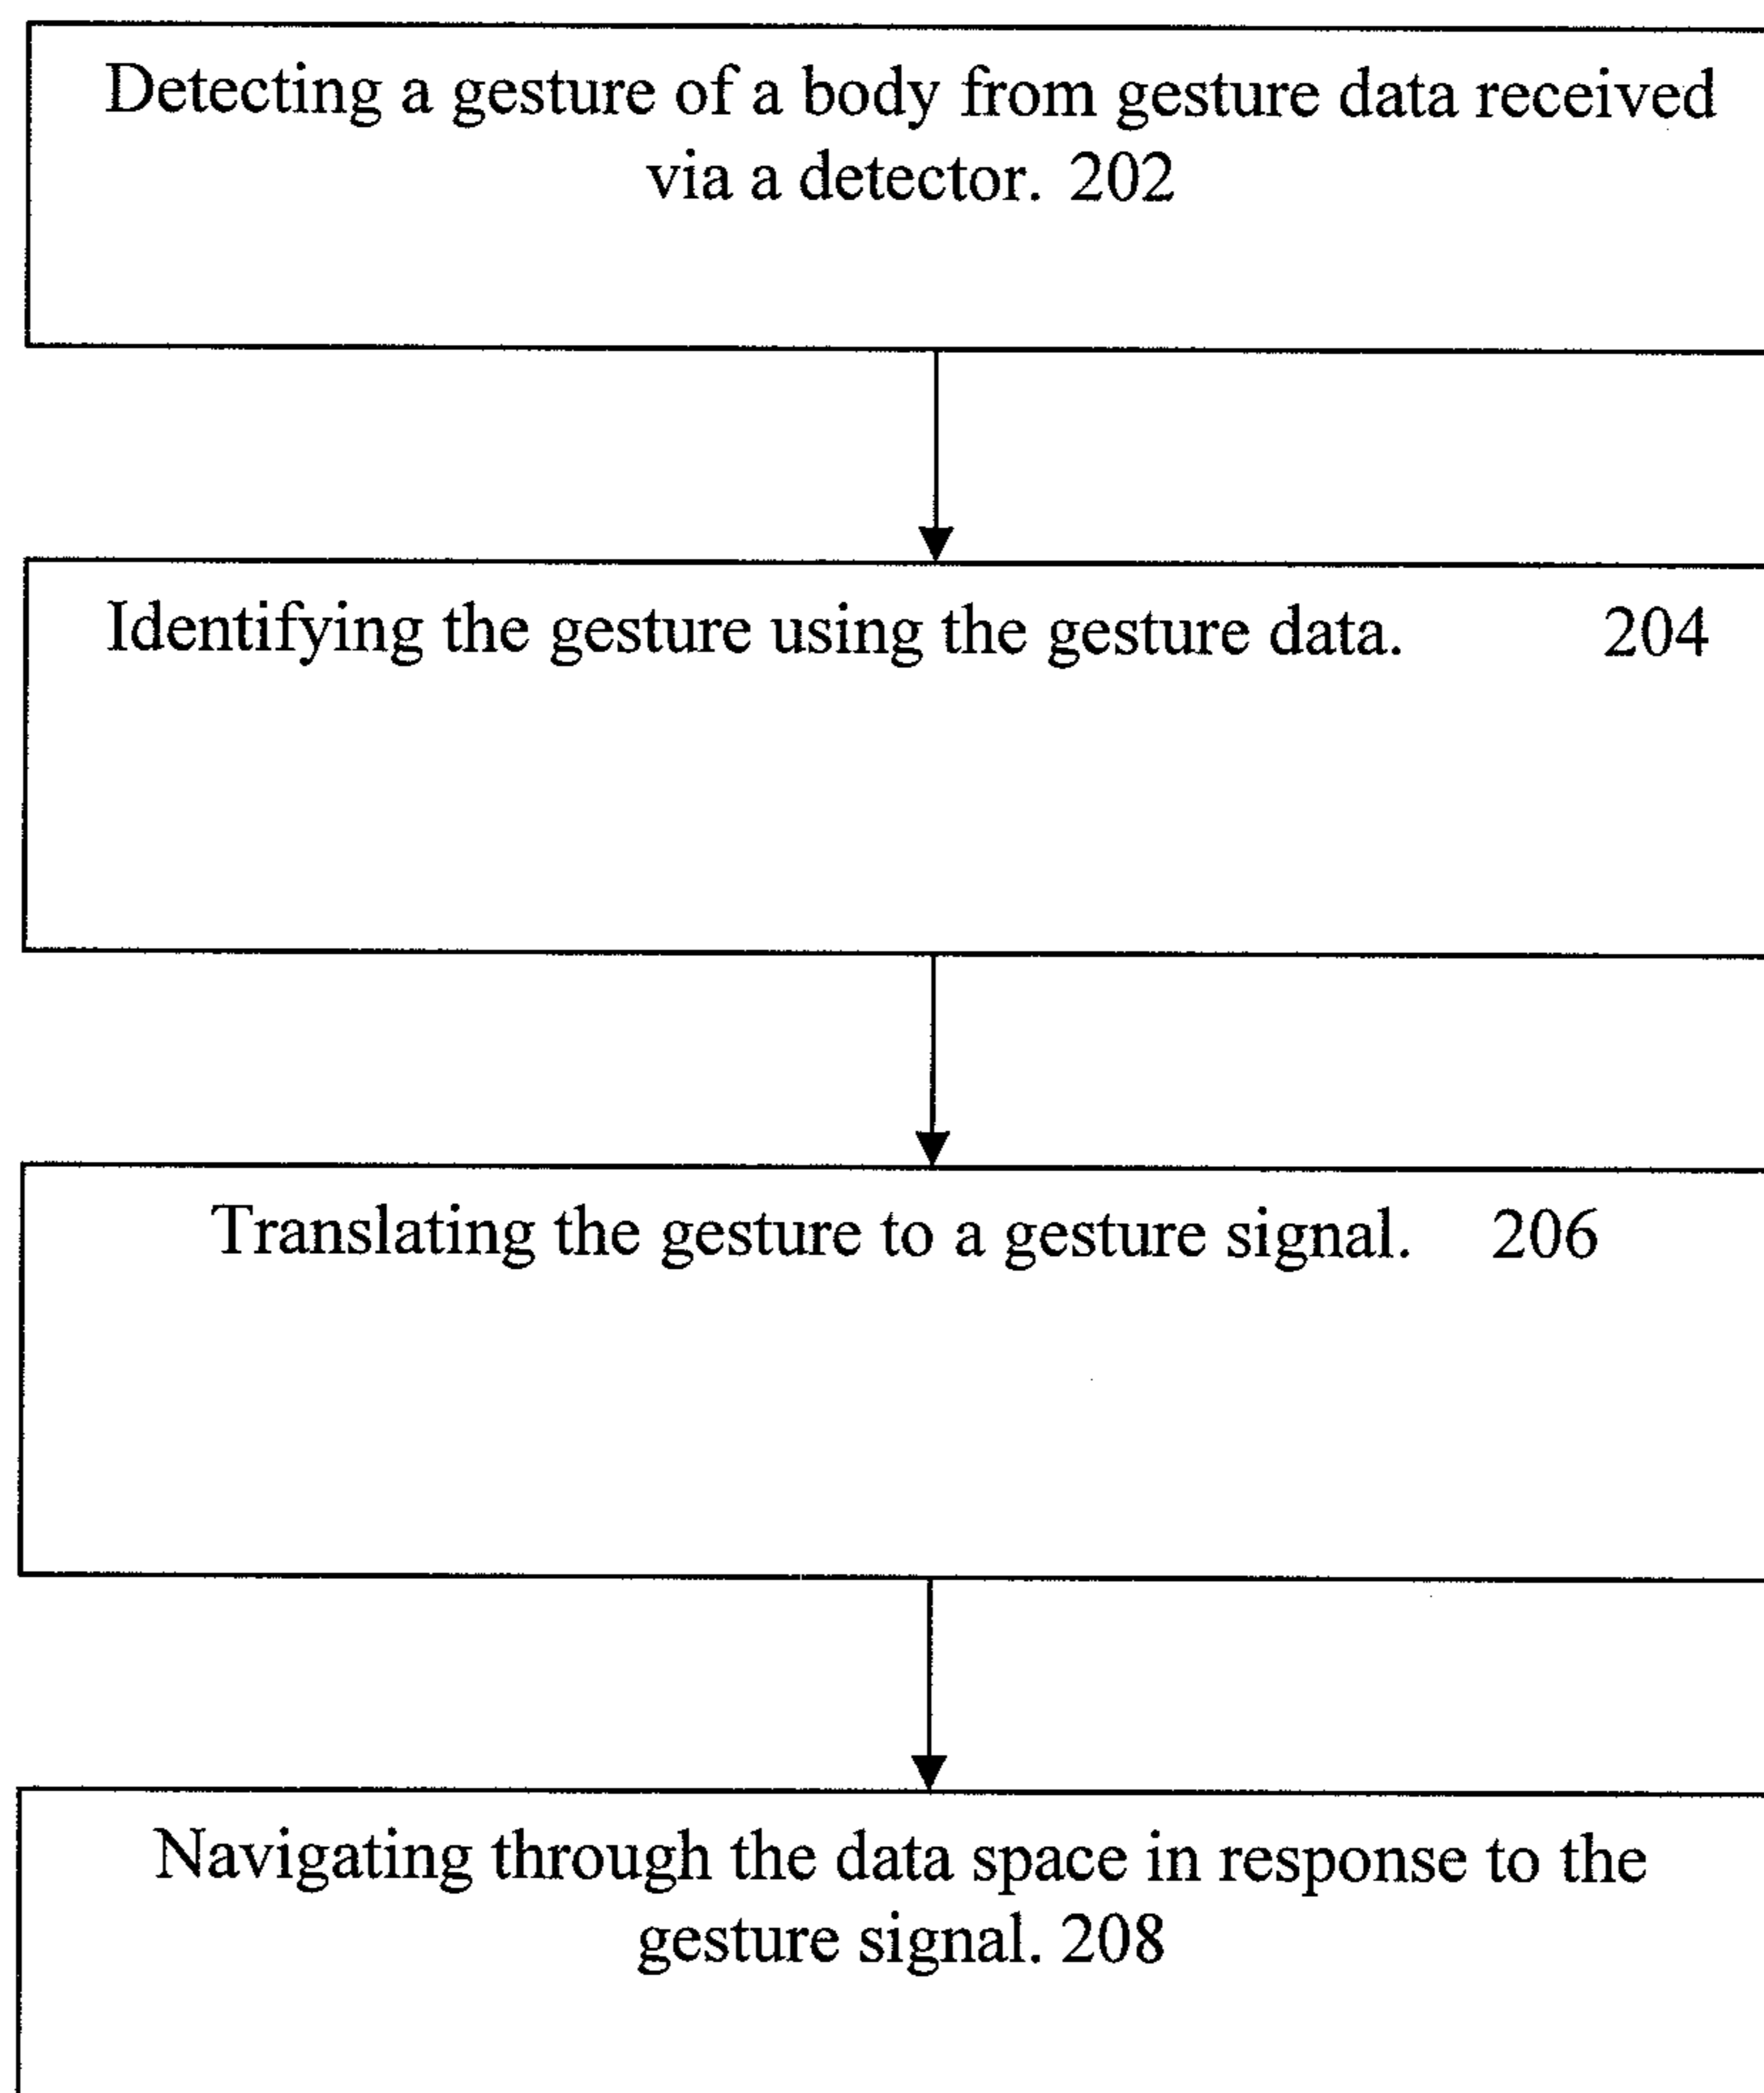 Detecting a gesture of a body from gesture data received
via a detector. 202
Identifying the gesture using the gesture data. 204
Translating the gesture to a gesture signal. 206
Navigating through the data space in response to the
gesture signal. 208